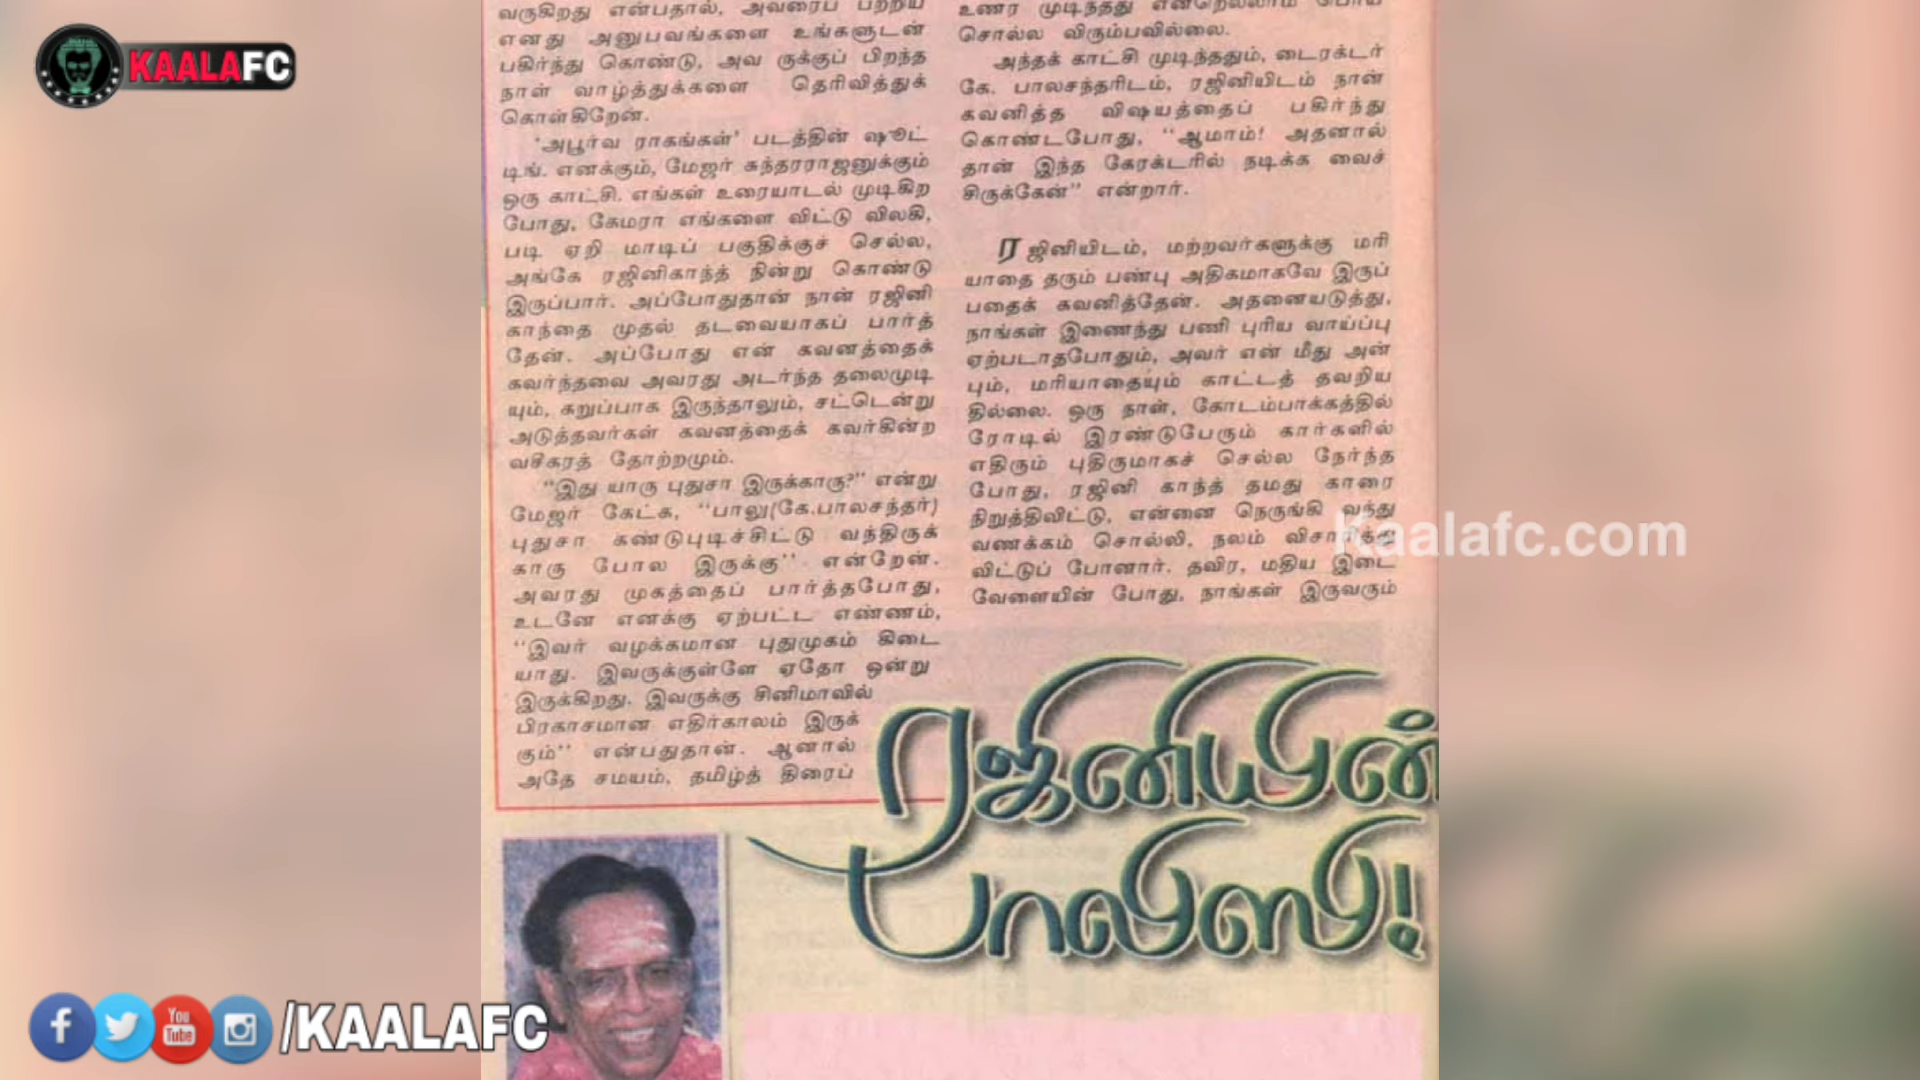 KAALAFC
வருகிறது என்பதால், அவரைப் பற்றிய
எனது அனுபவங்களை உங்களுடன்
பகிர்ந்து கொண்டு, அவ ருக்குப் பிறந்த
நாள் வாழ்த்துக்களை தெரிவித்துக்
கொள்கிறேன்.
'அபூர்வ ராகங்கள்' படத்தின் ஷூட்
டிங். எனக்கும், மேஜர் சுந்தரராஜனுக்கும்
ஒரு காட்சி. எங்கள் உரையாடல் முடிகிற
போது, கேமரா எங்களை விட்டு விலகி,
படி ஏறி மாடிப் பகுதிக்குச் செல்ல,
அங்கே ரஜினிகாந்த் நின்று கொண்டு
இருப்பார். அப்போதுதான் நான் ரஜினி
காந்தை முதல் தடவையாகப் பார்த்
தேன். அப்போது என் கவனத்தைக்
கவர்ந்தவை அவரது அடர்ந்த தலைமுடி
யும், கறுப்பாக இருந்தாலும், சட்டென்று
அடுத்தவர்கள் கவனத்தைக் கவர்கின்ற
வசீகரத் தோற்றமும்.
"இது யாரு புதுசா இருக்காரு?" என்று
மேஜர் கேட்க, "பாலு(கே.பாலசந்தர்)
புதுசா கண்டுபுடிச்சிட்டு வந்திருக்
காரு போல இருக்கு" என்றேன்.
அவரது முகத்தைப் பார்த்தபோது,
உடனே எனக்கு ஏற்பட்ட எண்ணம்,
"இவர் வழக்கமான புதுமுகம் கிடை
யாது. இவருக்குள்ளே ஏதோ ஒன்று
இருக்கிறது. இவருக்கு சினிமாவில்
பிரகாசமான எதிர்காலம் இருக்
கும்" என்பதுதான். ஆனால்
அதே சமயம், தமிழ்த் திரைப்
உணர முடிந்தது என்றெல்லாம் பொய்
சொல்ல விரும்பவில்லை.
அந்தக் காட்சி முடிந்ததும், டைரக்டர்
கே. பாலசந்தரிடம், ரஜினியிடம் நான்
கவனித்த விஷயத்தைப் பகிர்ந்து
கொண்டபோது, "ஆமாம்! அதனால்
தான் இந்த கேரக்டரில் நடிக்க வைச்
சிருக்கேன்" என்றார்.
ரஜினியிடம், மற்றவர்களுக்கு மரி
யாதை தரும் பண்பு அதிகமாகவே இருப்
பதைக் கவனித்தேன். அதனையடுத்து,
நாங்கள் இணைந்து பணி புரிய வாய்ப்பு
ஏற்படாதபோதும், அவர் என் மீது அன்
பும், மரியாதையும் காட்டத் தவறிய
தில்லை. ஒரு நாள், கோடம்பாக்கத்தில்
ரோடில் இரண்டுபேரும் கார்களில்
எதிரும் புதிருமாகச் செல்ல நேர்ந்த
போது, ரஜினி காந்த் தமது காரை
நிறுத்திவிட்டு, என்னை நெருங்கி வந்து
வணக்கம் சொல்லி, நலம் விசாரித்து
விட்டுப் போனார். தவிர, மதிய இடை
வேளையின் போது, நாங்கள் இருவரும்
Kaalafc.com
ரஜினியின்
பாலிஸி!
/KAALAFC